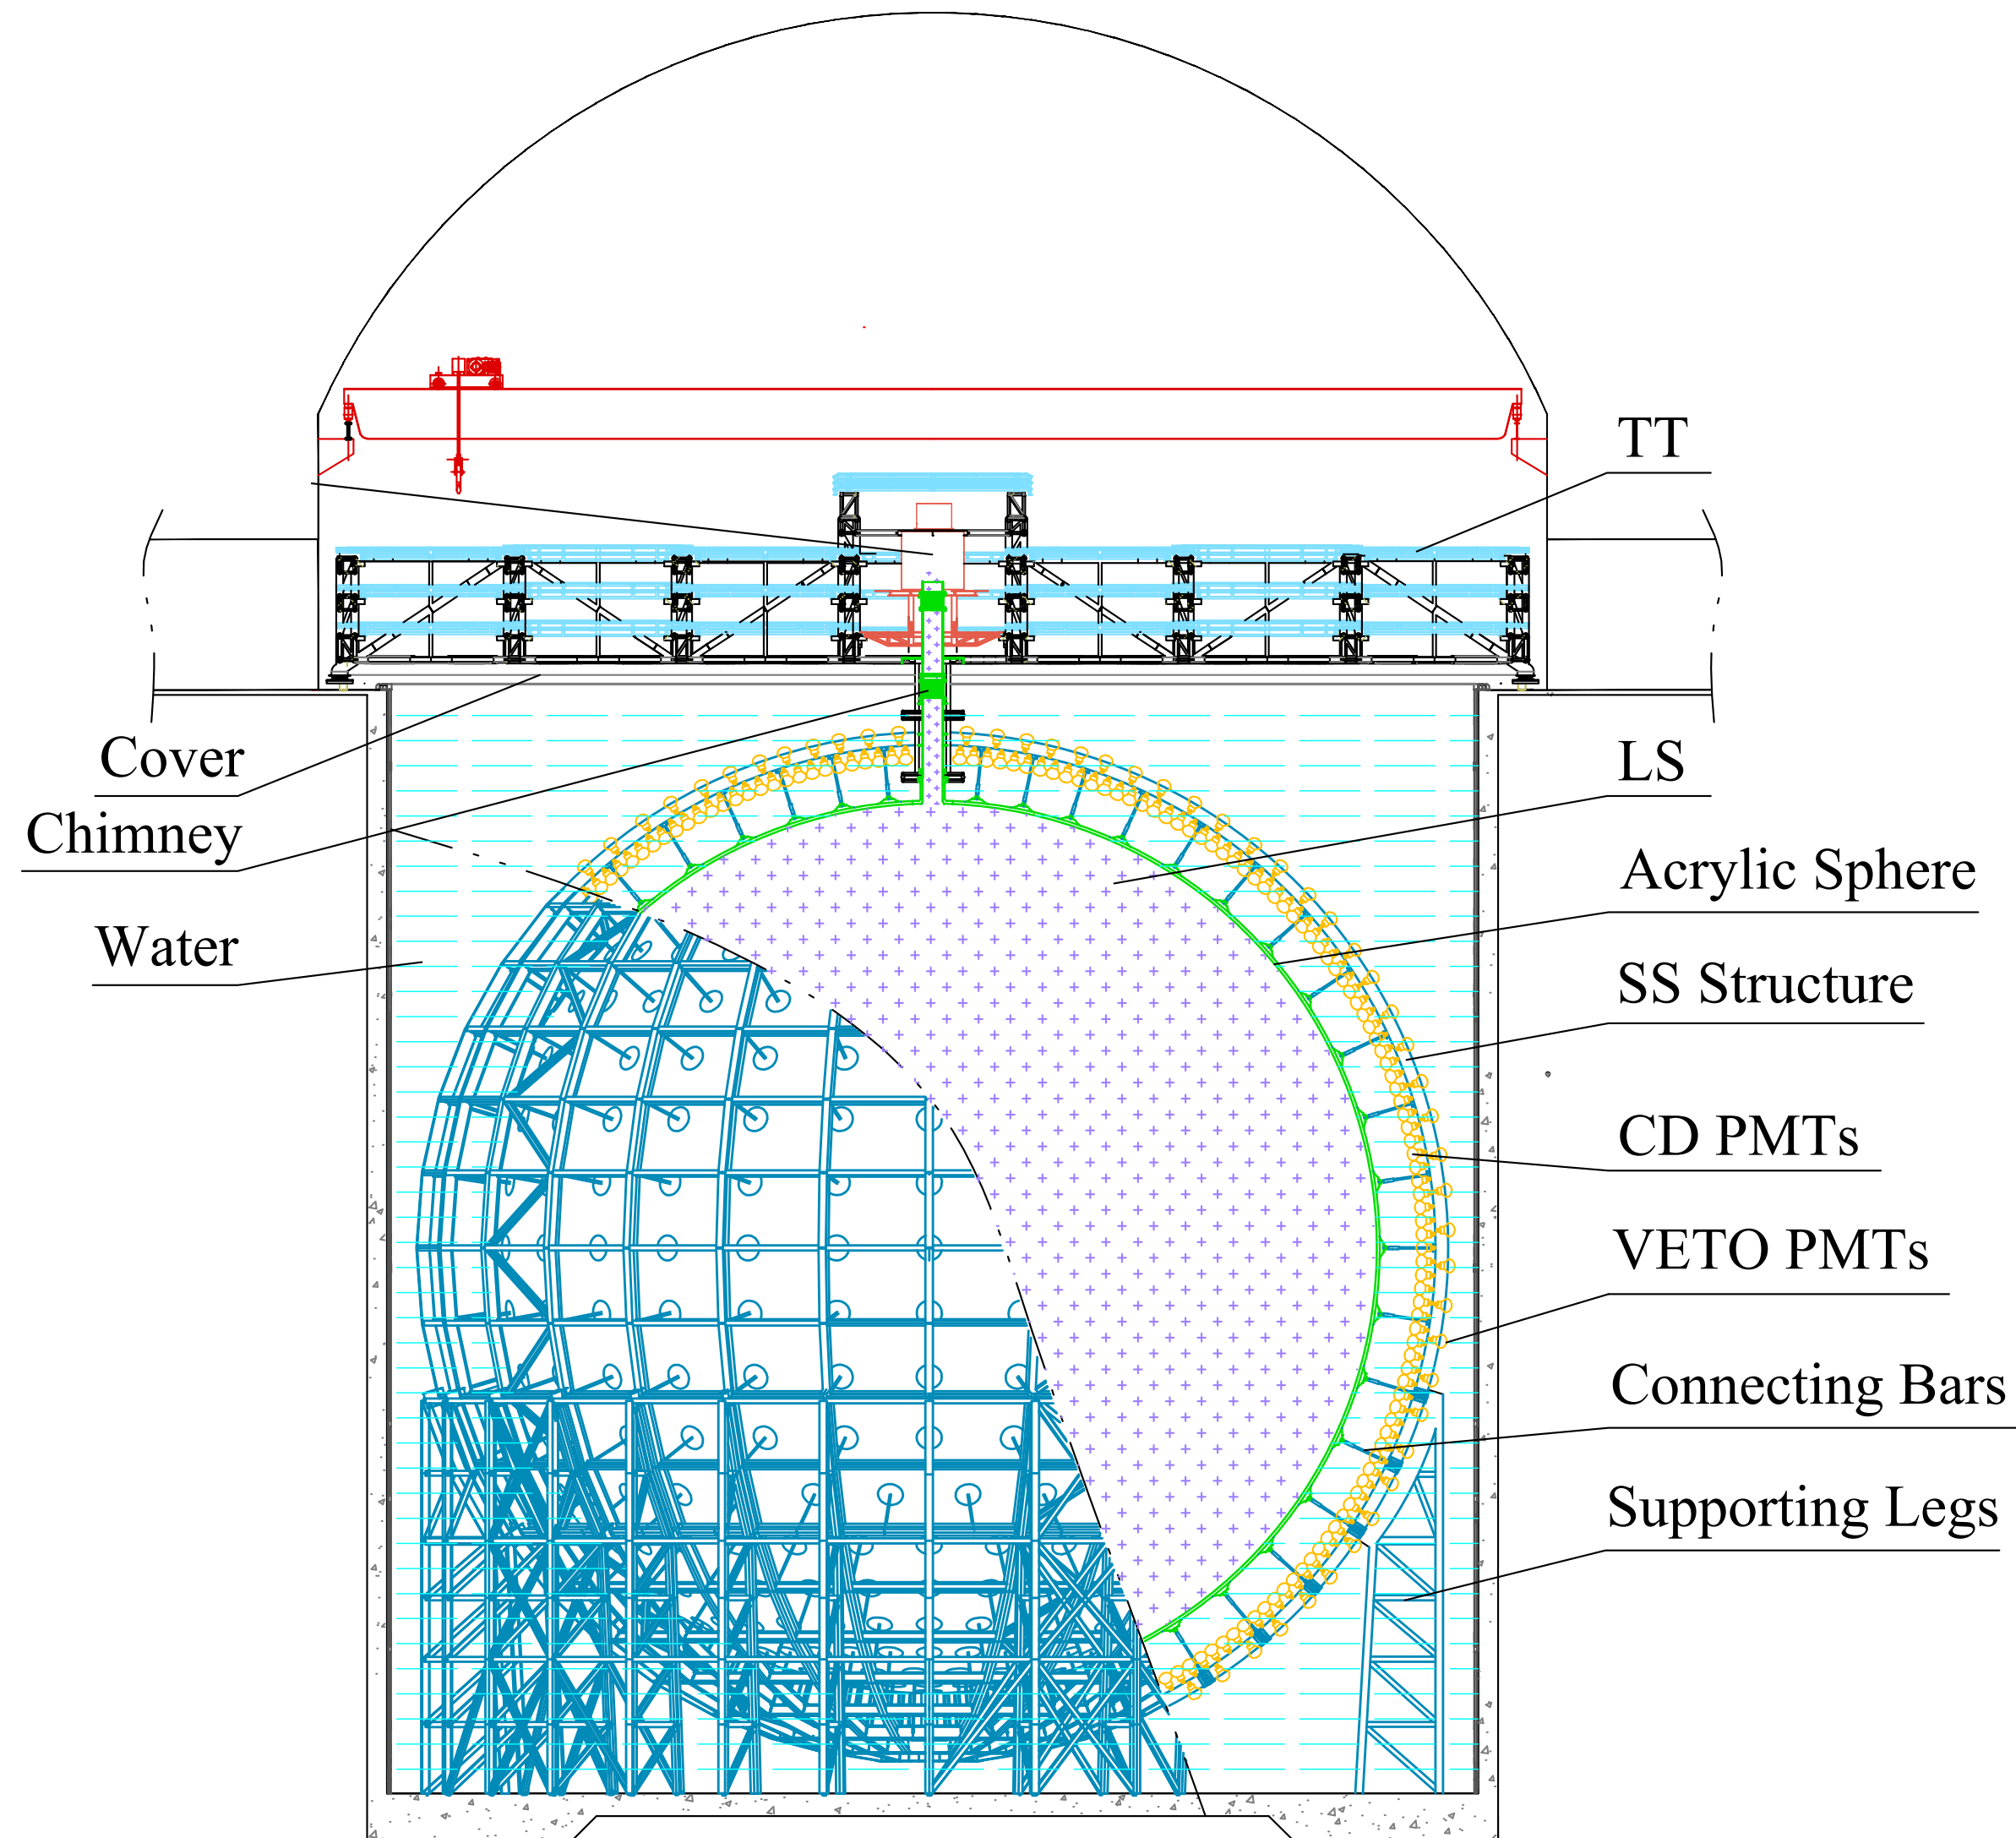 TT
Cover
Chimney
Water
LS
Acrylic Sphere
SS Structure
CD PMTs
VETO PMTs
Connecting Bars
Supporting Legs